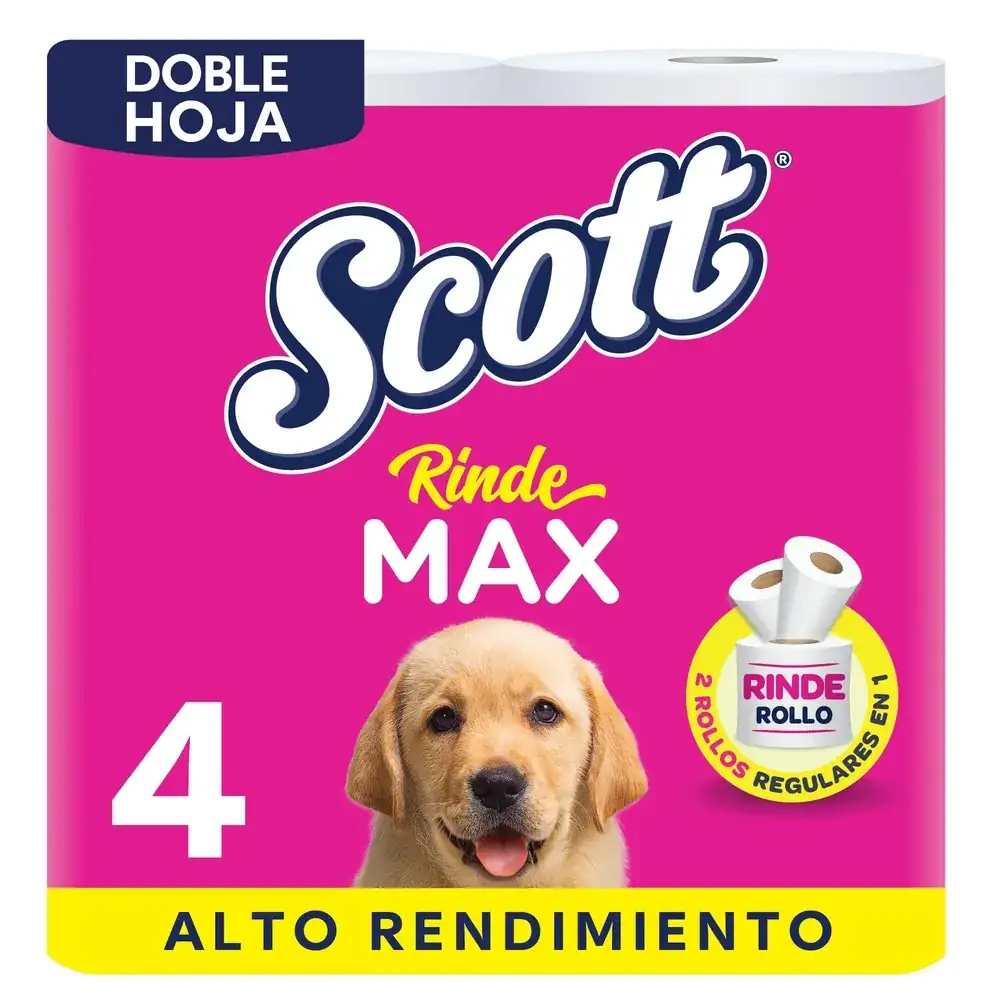 DOBLE
HOJA
Scott®
Rinde
MAX
4
RINDE
ROLLO
2 ROLLOS REGULARES EN 1
ALTO RENDIMIENTO